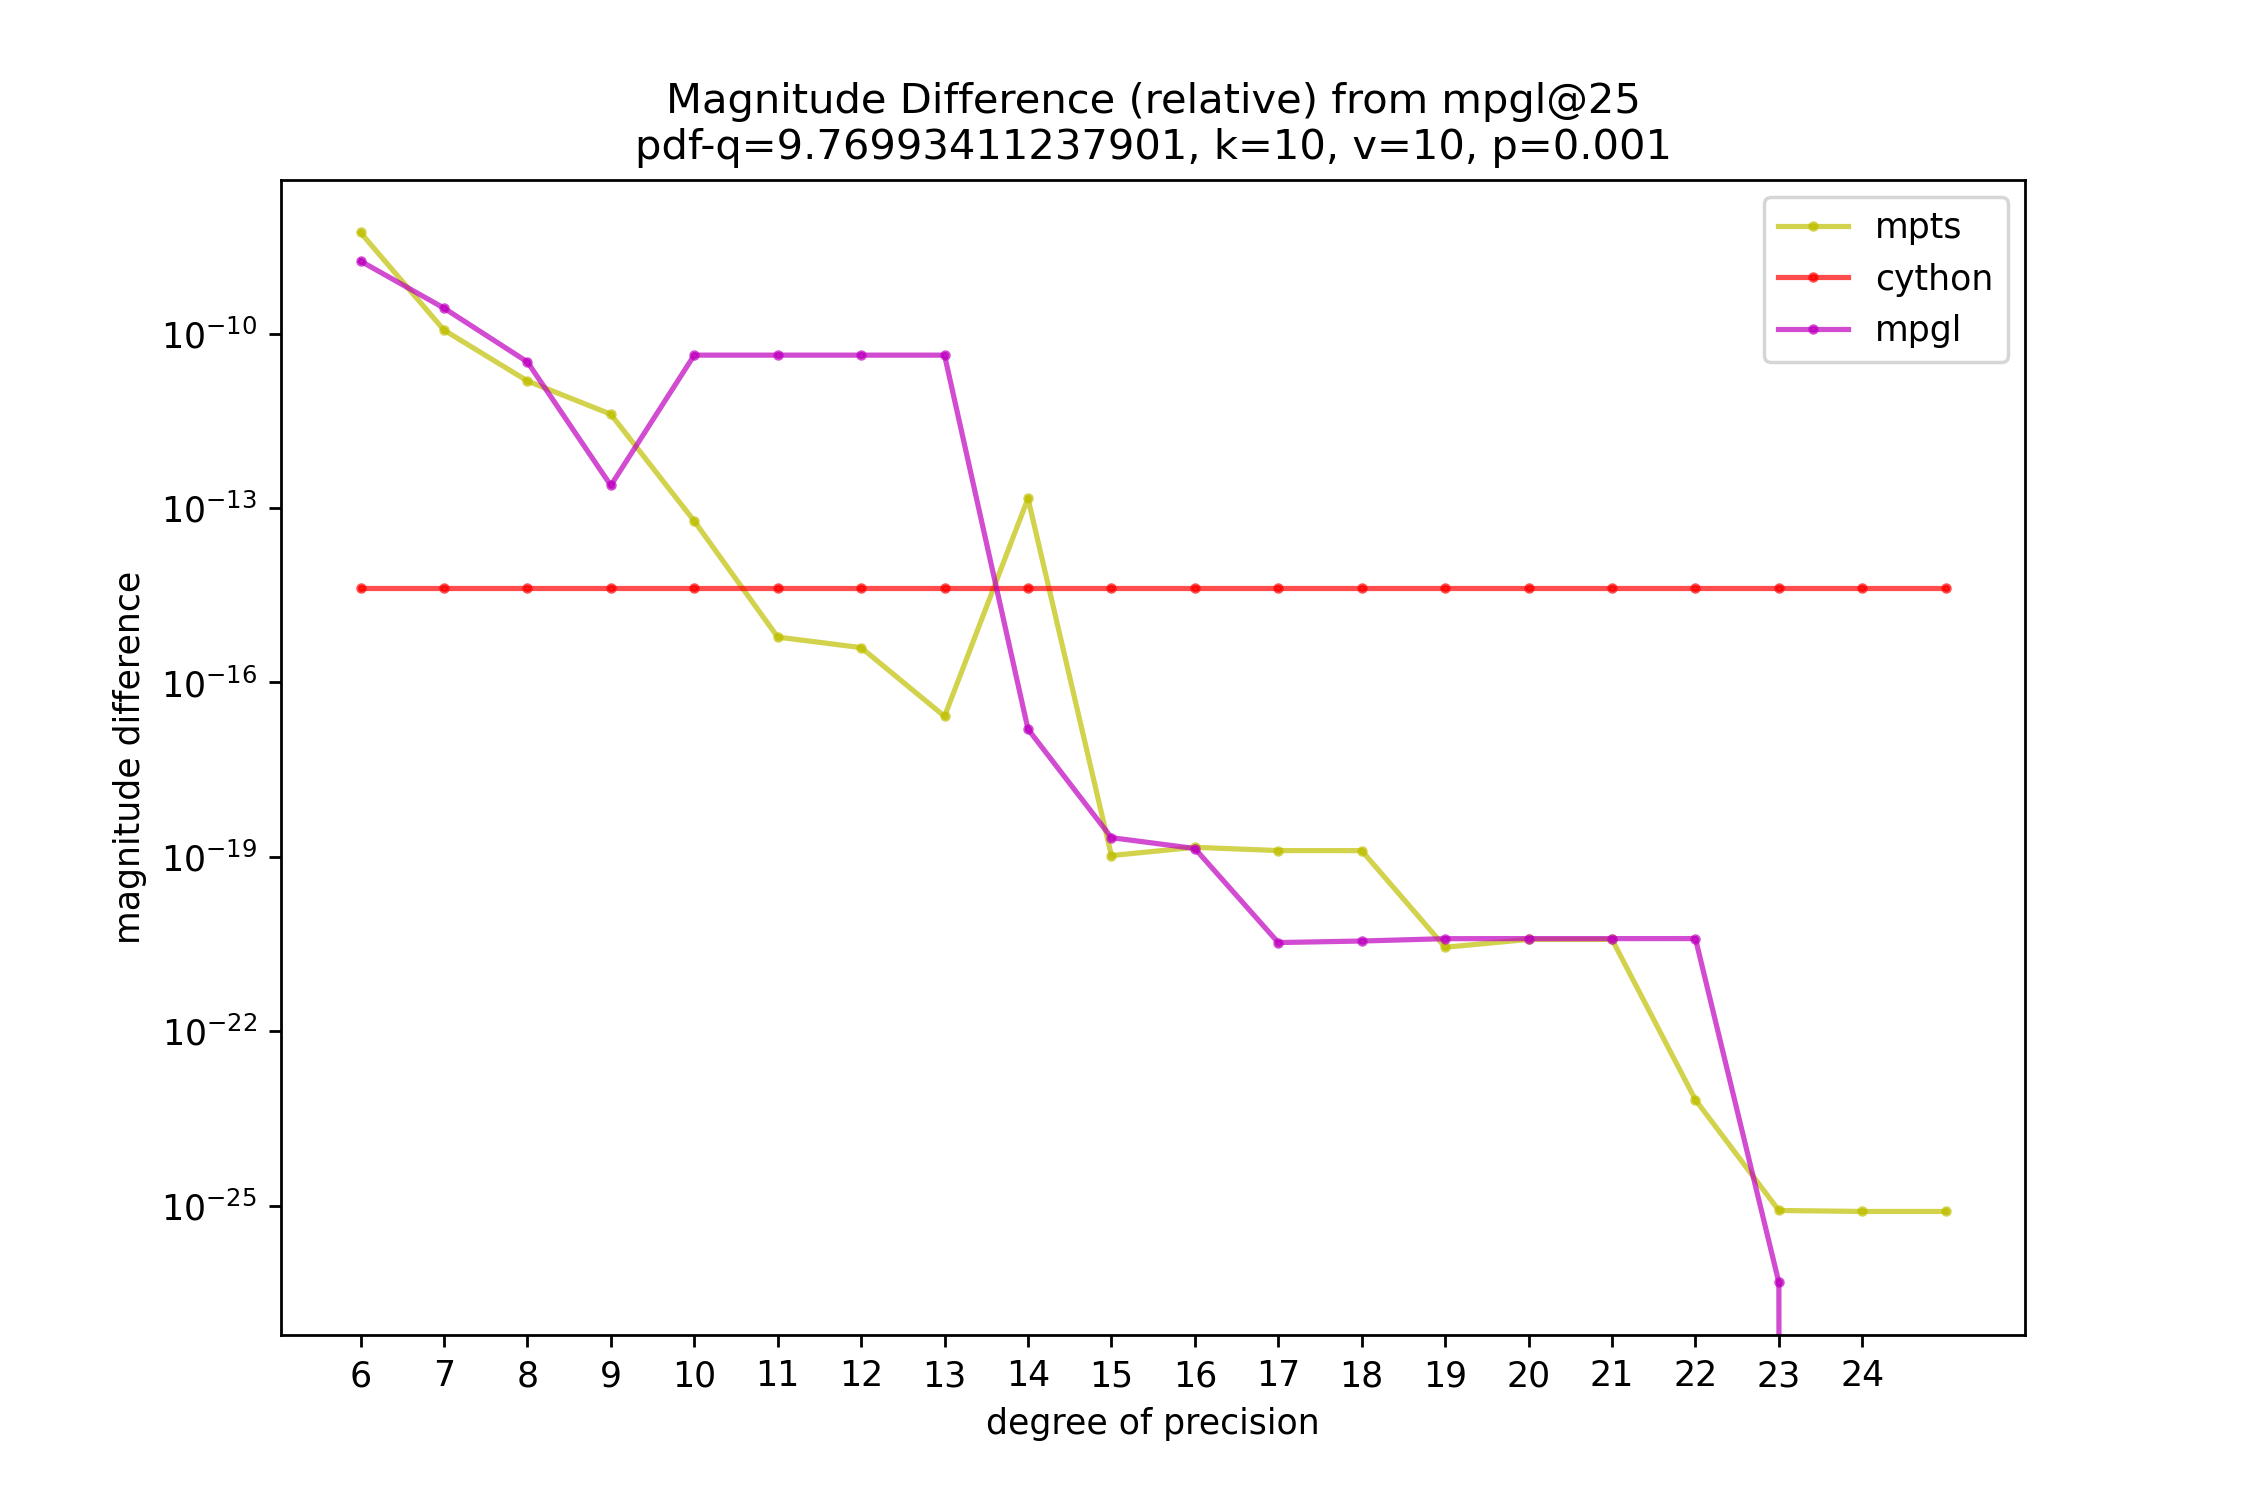 Magnitude Difference (relative) from mpgl@25
pdf-q=9.76993411237901, k=10, v=10, p=0.001
mpts
cython
mpgl
magnitude difference
10⁻¹⁰
10⁻¹³
10⁻¹⁶
10⁻¹⁹
10⁻²²
10⁻²⁵
6 7 8 9 10 11 12 13 14 15 16 17 18 19 20 21 22 23 24
degree of precision